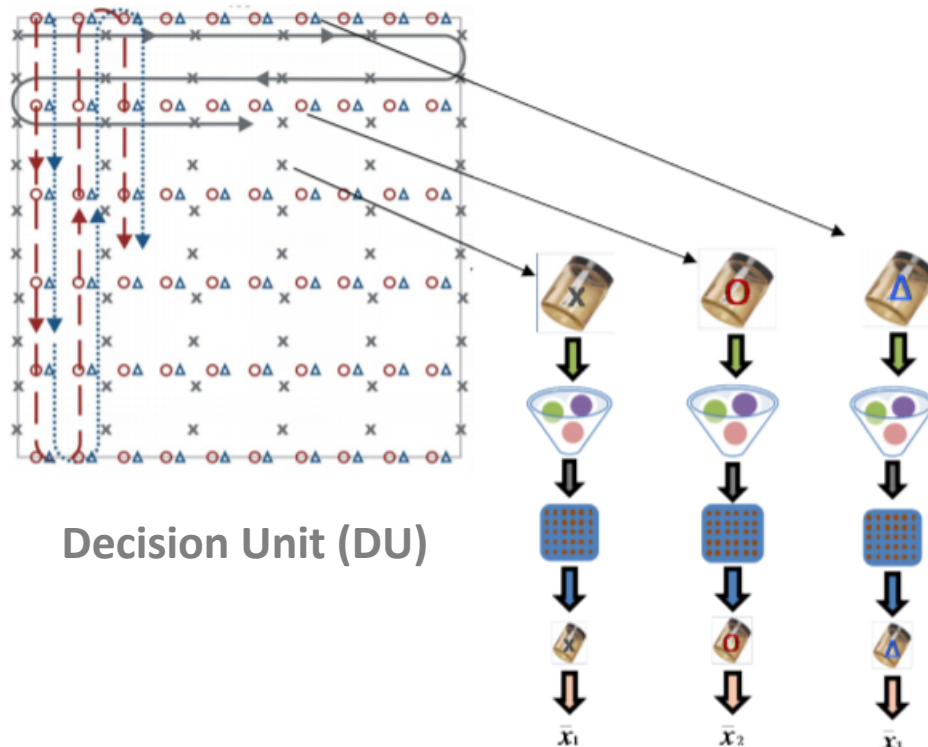 Decision Unit (DU)
X O Δ
X O Δ
x̄₁ x̄₂ x̄₃